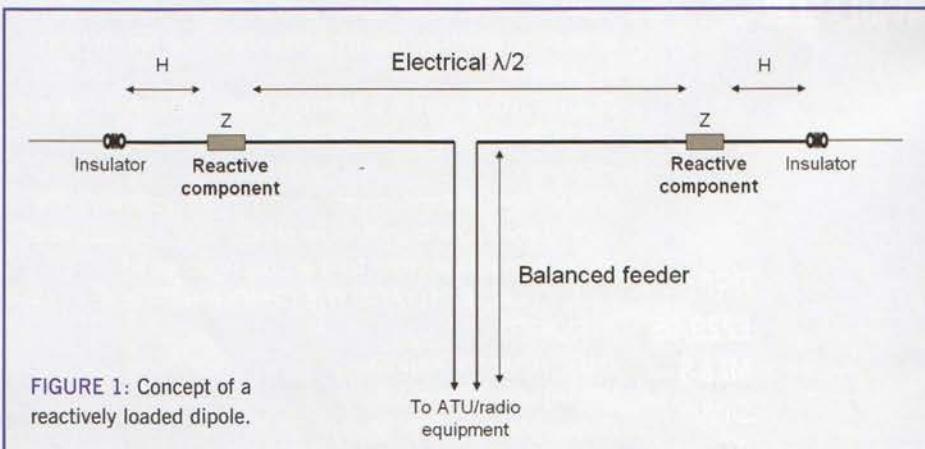 H
Electrical λ/2
H
Z
Z
Insulator
Reactive
component
Reactive
component
Insulator
Balanced feeder
FIGURE 1: Concept of a
reactively loaded dipole.
To ATU/radio
equipment